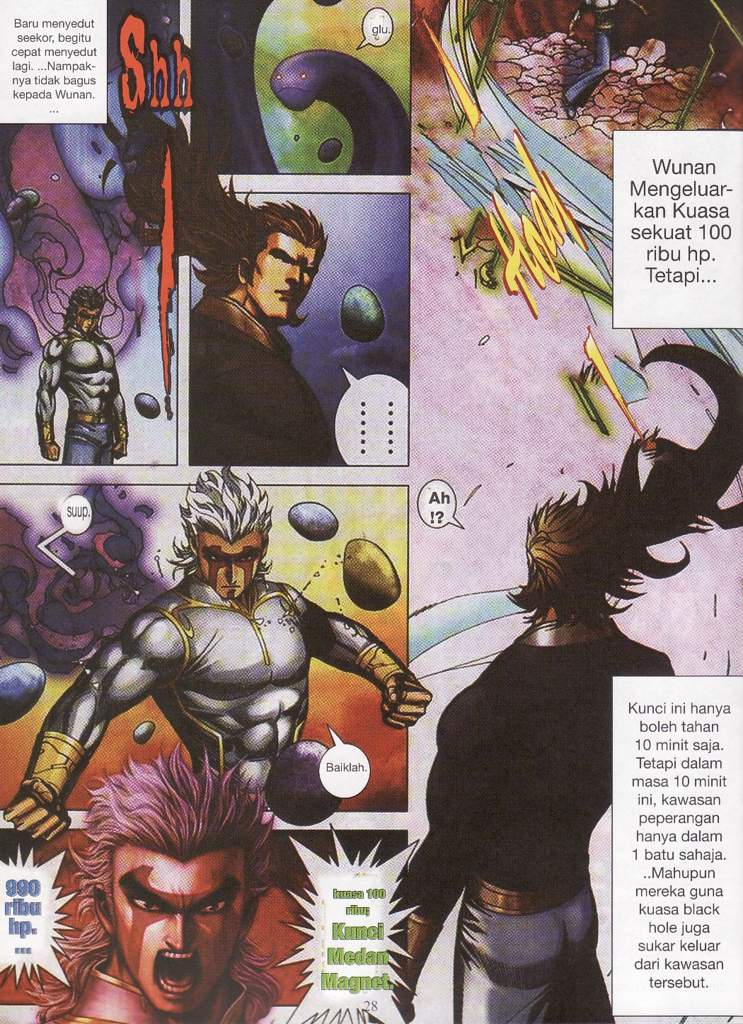 Baru menyedut
seekor, begitu
cepat menyedut
lagi. ...Nampak-
nya tidak bagus
kepada Wunan.
...
Shh
glu.
suup.
Baiklah.
990
ribu
hp.
...
kuasa 100
ribu;
Kunci
Medan
Magnet.
Wunan
Mengeluar-
kan Kuasa
sekuat 100
ribu hp.
Tetapi...
Ah
!?
Kunci ini hanya
boleh tahan
10 minit saja.
Tetapi dalam
masa 10 minit
ini, kawasan
peperangan
hanya dalam
1 batu sahaja.
..Mahupun
mereka guna
kuasa black
hole juga
sukar keluar
dari kawasan
tersebut.
28